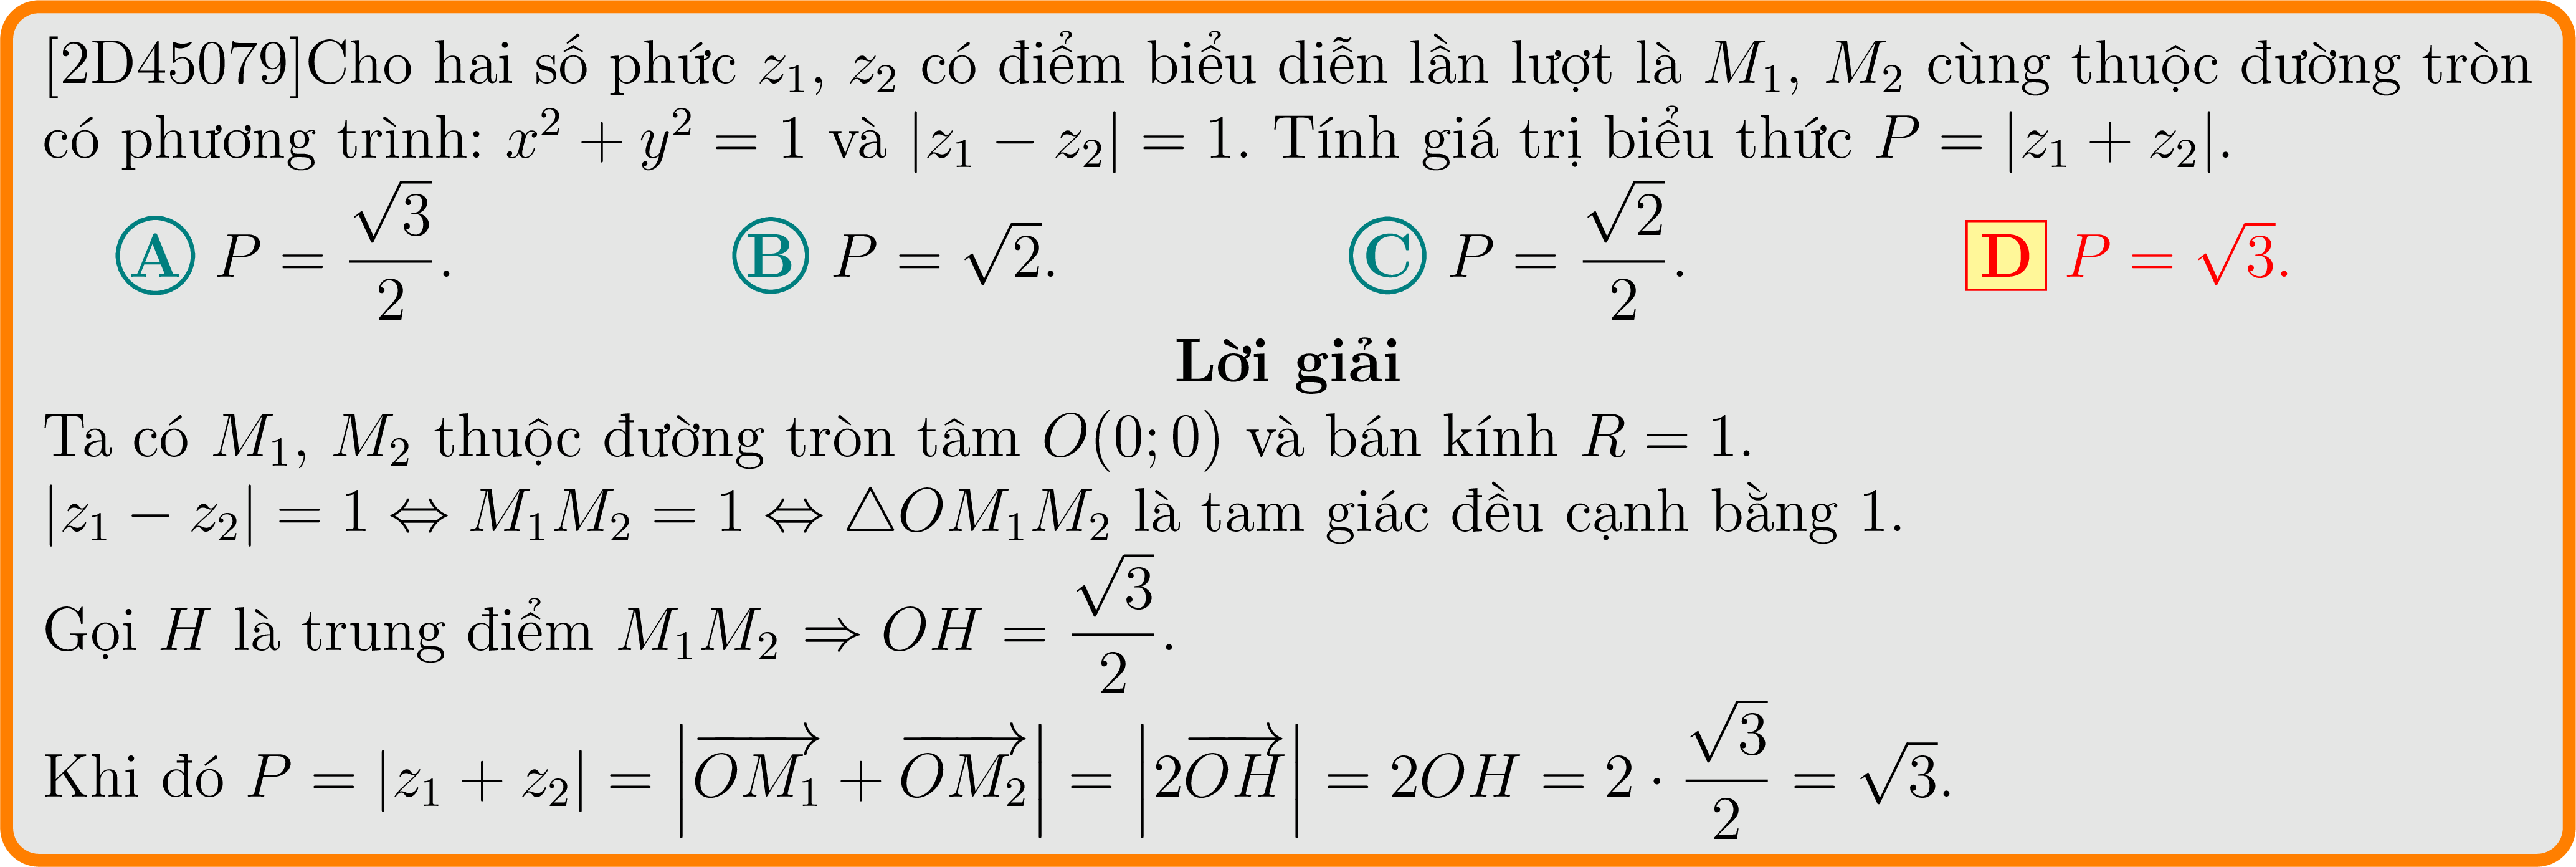 [2D45079]Cho hai số phức $z_1$, $z_2$ có điểm biểu diễn lần lượt là $M_1$, $M_2$ cùng thuộc đường tròn
có phương trình: $x^2 + y^2 = 1$ và $|z_1 - z_2| = 1$. Tính giá trị biểu thức $P = |z_1 + z_2|$.
A $P = \dfrac{\sqrt{3}}{2}$. B $P = \sqrt{2}$. C $P = \dfrac{\sqrt{2}}{2}$. D $P = \sqrt{3}$.
Lời giải
Ta có $M_1$, $M_2$ thuộc đường tròn tâm $O(0; 0)$ và bán kính $R = 1$.
$|z_1 - z_2| = 1 \Leftrightarrow M_1M_2 = 1 \Leftrightarrow \triangle OM_1M_2$ là tam giác đều cạnh bằng 1.
Gọi $H$ là trung điểm $M_1M_2 \Rightarrow OH = \dfrac{\sqrt{3}}{2}$.
Khi đó $P = |z_1 + z_2| = \left|\overrightarrow{OM_1} + \overrightarrow{OM_2}\right| = \left|2\overrightarrow{OH}\right| = 2OH = 2 \cdot \dfrac{\sqrt{3}}{2} = \sqrt{3}$.